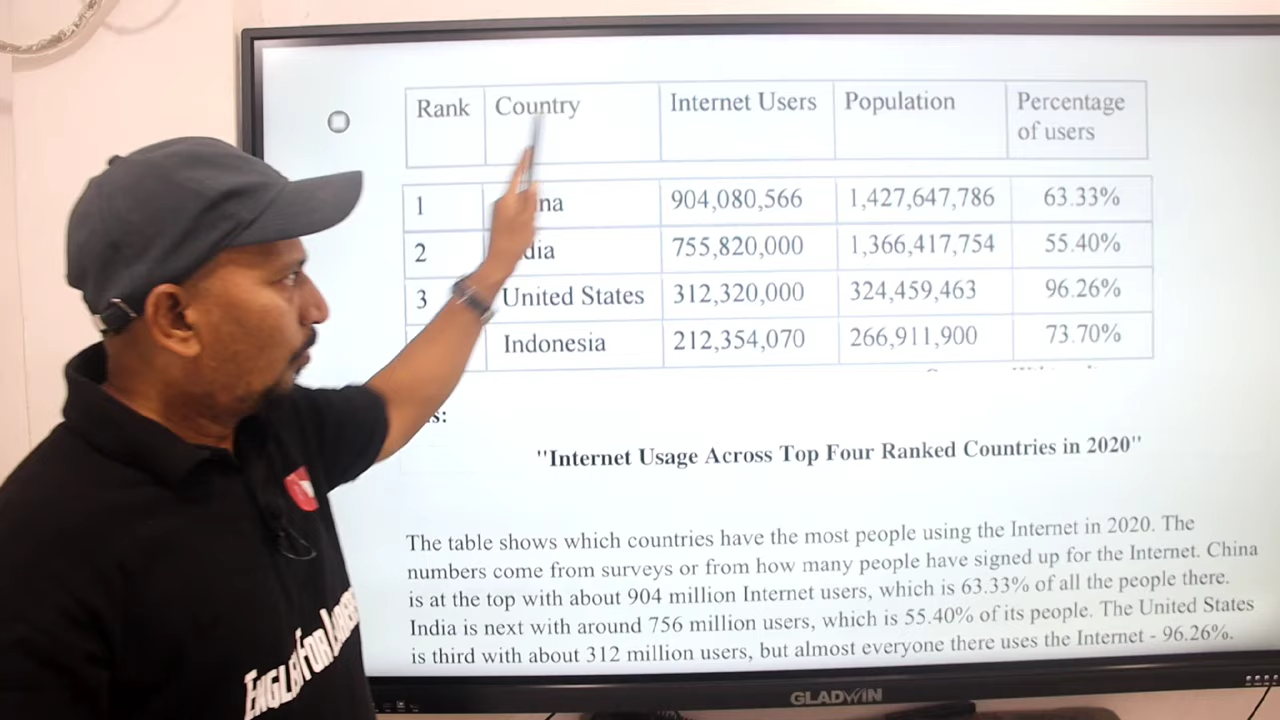 Rank Country Internet Users Population Percentage of users
1 904,080,566 1,427,647,786 63.33%
2 755,820,000 1,366,417,754 55.40%
3 United States 312,320,000 324,459,463 96.26%
Indonesia 212,354,070 266,911,900 73.70%
"Internet Usage Across Top Four Ranked Countries in 2020"
The table shows which countries have the most people using the Internet in 2020. The
numbers come from surveys or from how many people have signed up for the Internet. China
is at the top with about 904 million Internet users, which is 63.33% of all the people there.
India is next with around 756 million users, which is 55.40% of its people. The United States
is third with about 312 million users, but almost everyone there uses the Internet - 96.26%.
GLADWIN